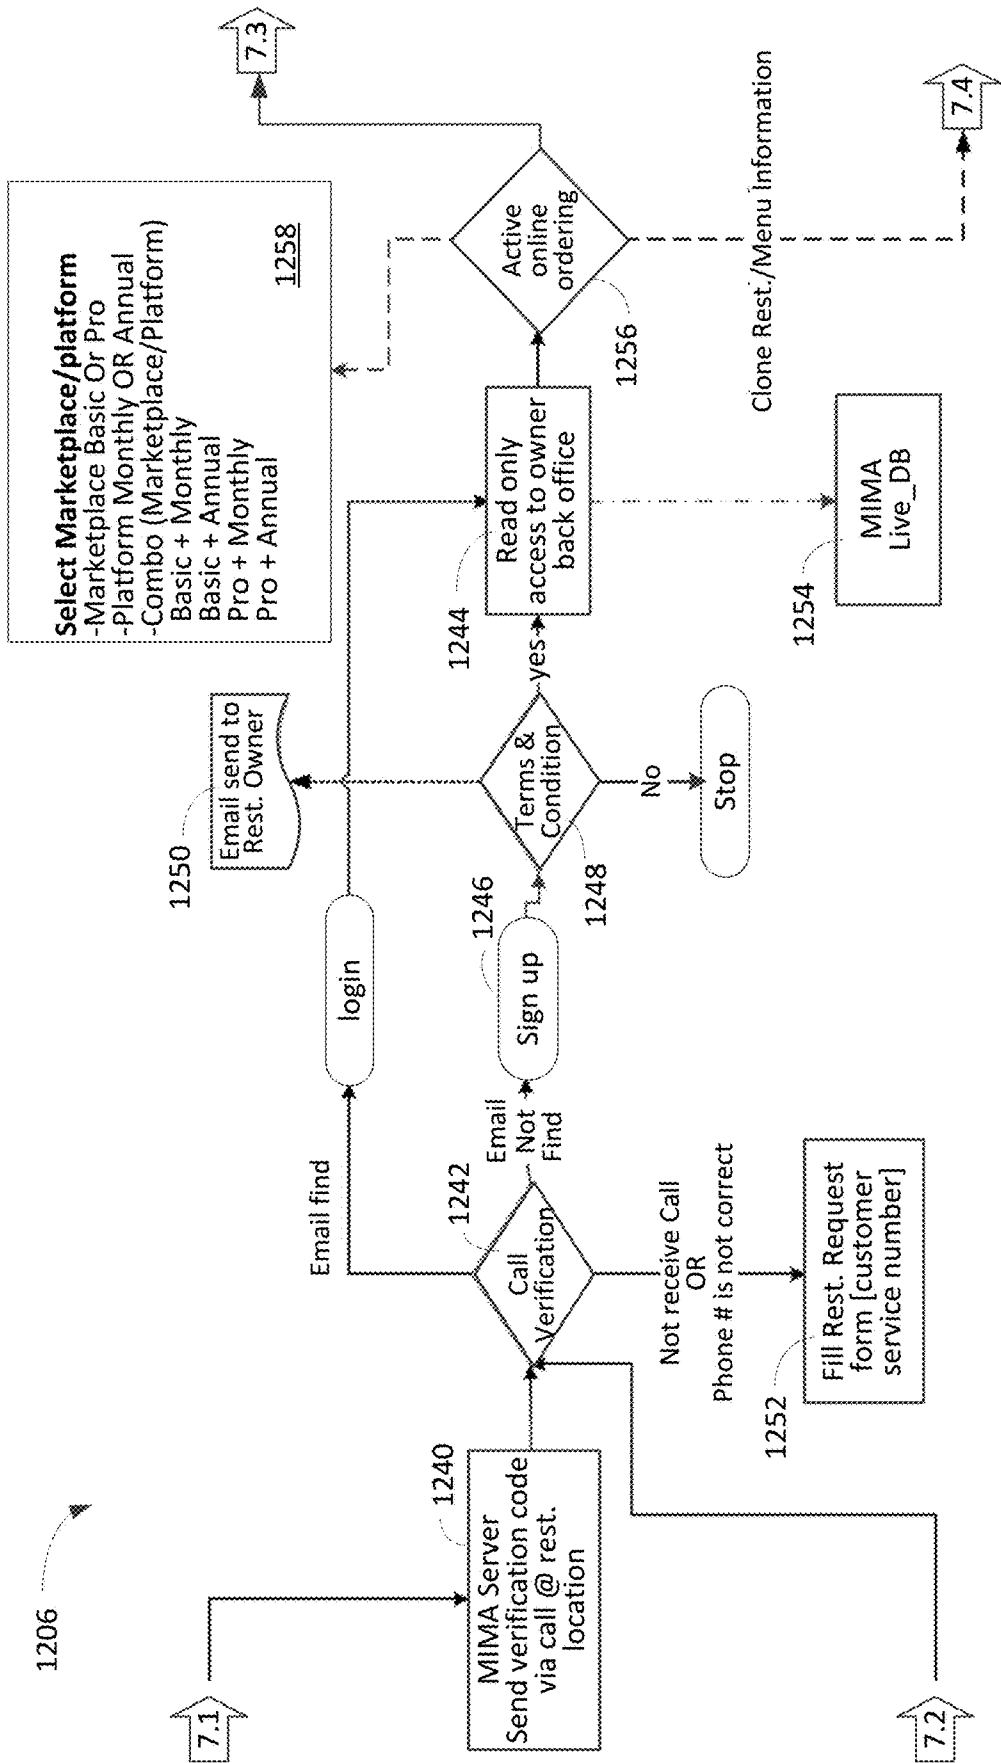 1206
7.1
1240
MIMA Server
Send verification code
via call @ rest.
location
7.2
1242
Call
Verification
Email find
Email
Not
Find
Not receive Call
OR
Phone # is not correct
1252
Fill Rest. Request
form [customer
service number]
login
1246
Sign up
1250
Email send to
Rest. Owner
Terms &
Condition
1248
yes
No
Stop
1244
Read only
access to owner
back office
1254
MIMA
Live_DB
Select Marketplace/platform
-Marketplace Basic Or Pro
-Platform Monthly OR Annual
-Combo (Marketplace/Platform)
Basic + Monthly
Basic + Annual
Pro + Monthly
Pro + Annual
1258
Active
online
ordering
1256
7.3
Clone Rest./Menu Information
7.4